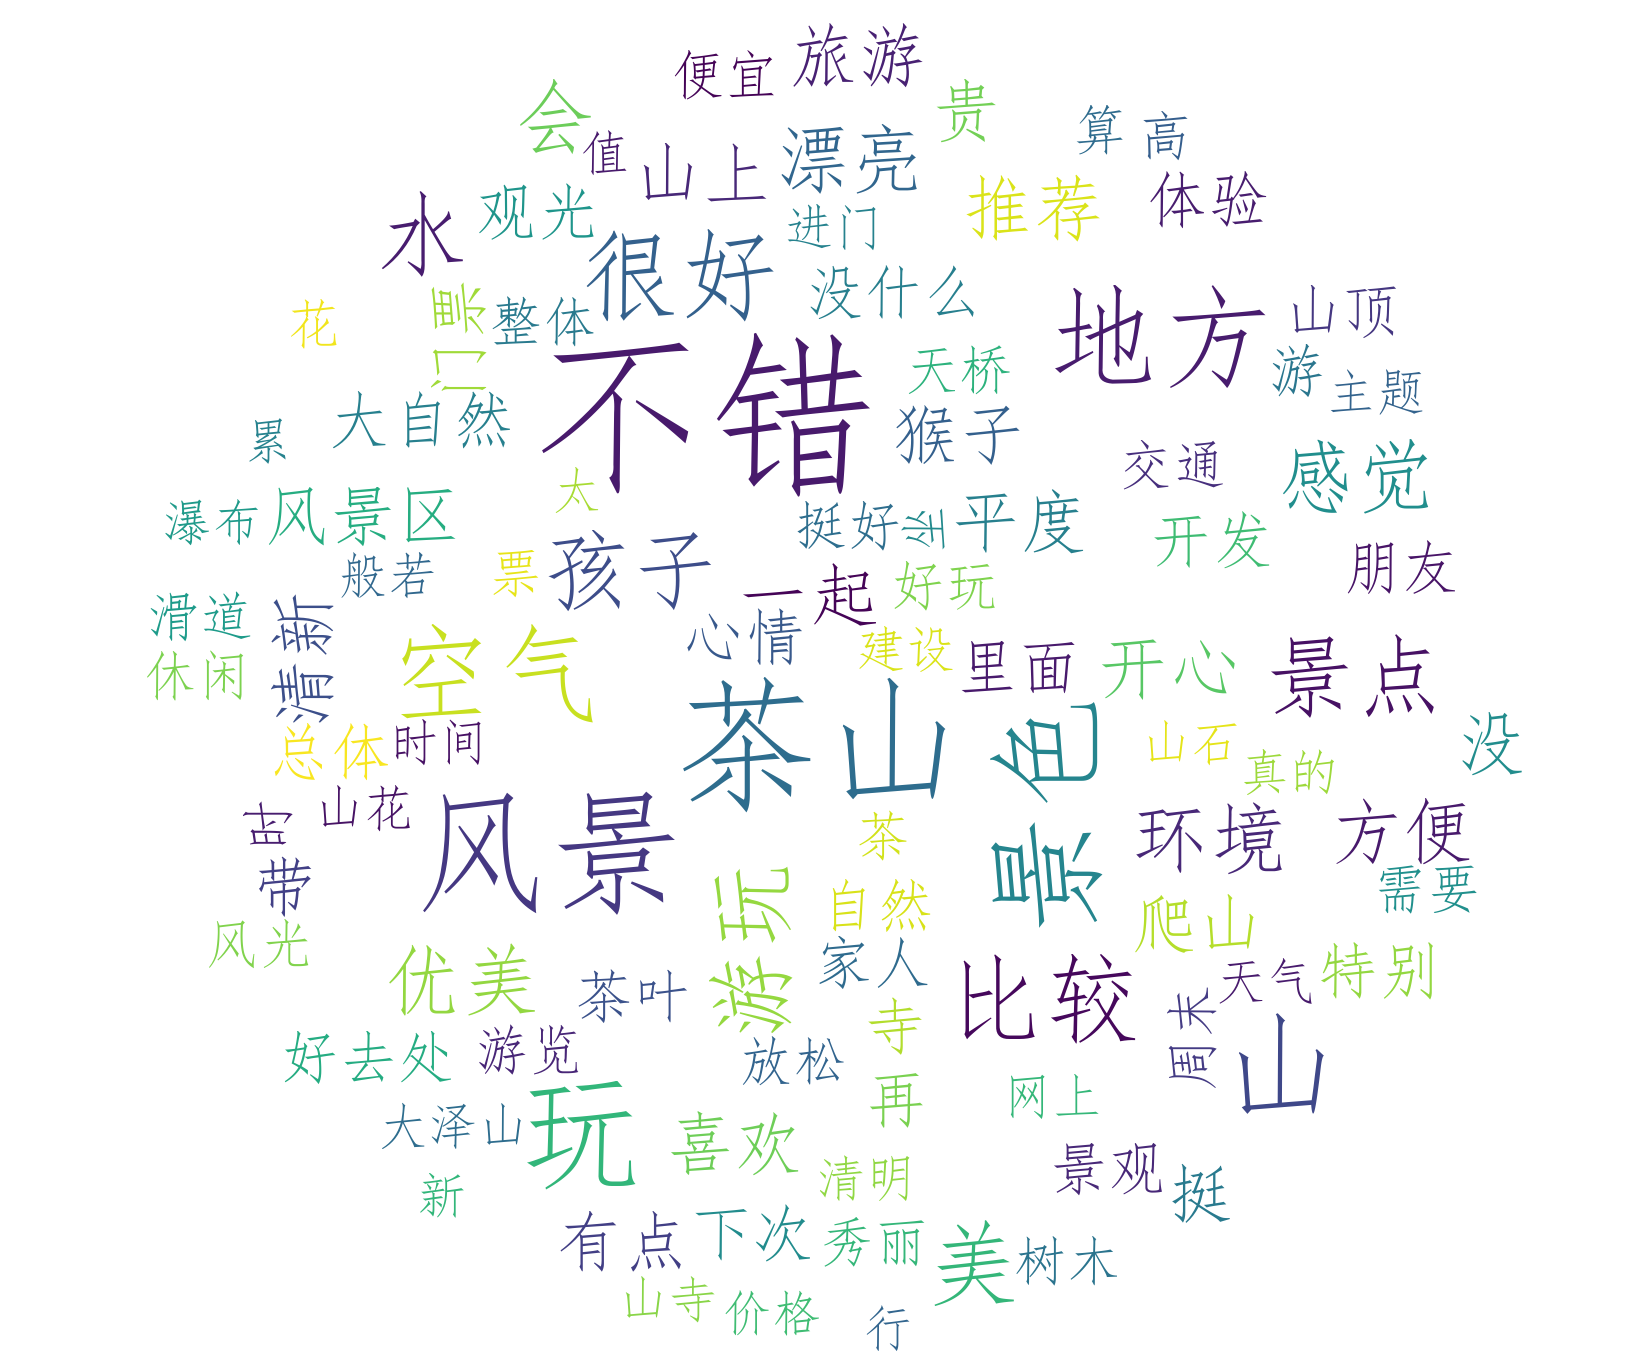 便宜 旅游
会 贵
值 山上 漂亮 算 高
水 观光 进门 推荐 体验
很好
花 门票 整体 没什么 地方 山顶
不错 天桥 游 主题
累 大自然 猴子 交通 感觉
瀑布 风景区 太 挺好 坐 平度 开发
般若 票 孩子 一起 好玩 朋友
滑道 清新 心情 建设
休闲 空气 里面 开心 景点
总体 时间 茶山 景色 山石 没
真的
时 山花 风景 茶 环境 方便
带 游玩 自然 需要
风光 爬山
优美 茶叶 家人 比较 天气 特别
好去处 游览 放松 寺 周末 山
大泽山 玩 喜欢 再 网上
新 清明 景观 挺
有点 下次 秀丽 美 树木
山寺 价格 行